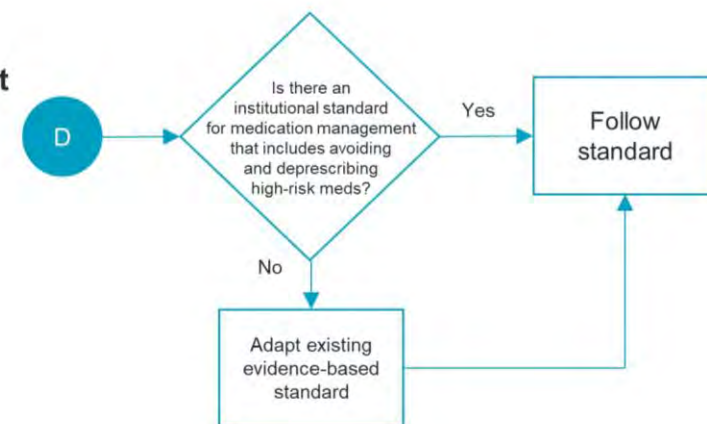 t
D
Is there an
institutional standard
for medication management
that includes avoiding
and deprescribing
high-risk meds?
Yes
Follow
standard
No
Adapt existing
evidence-based
standard